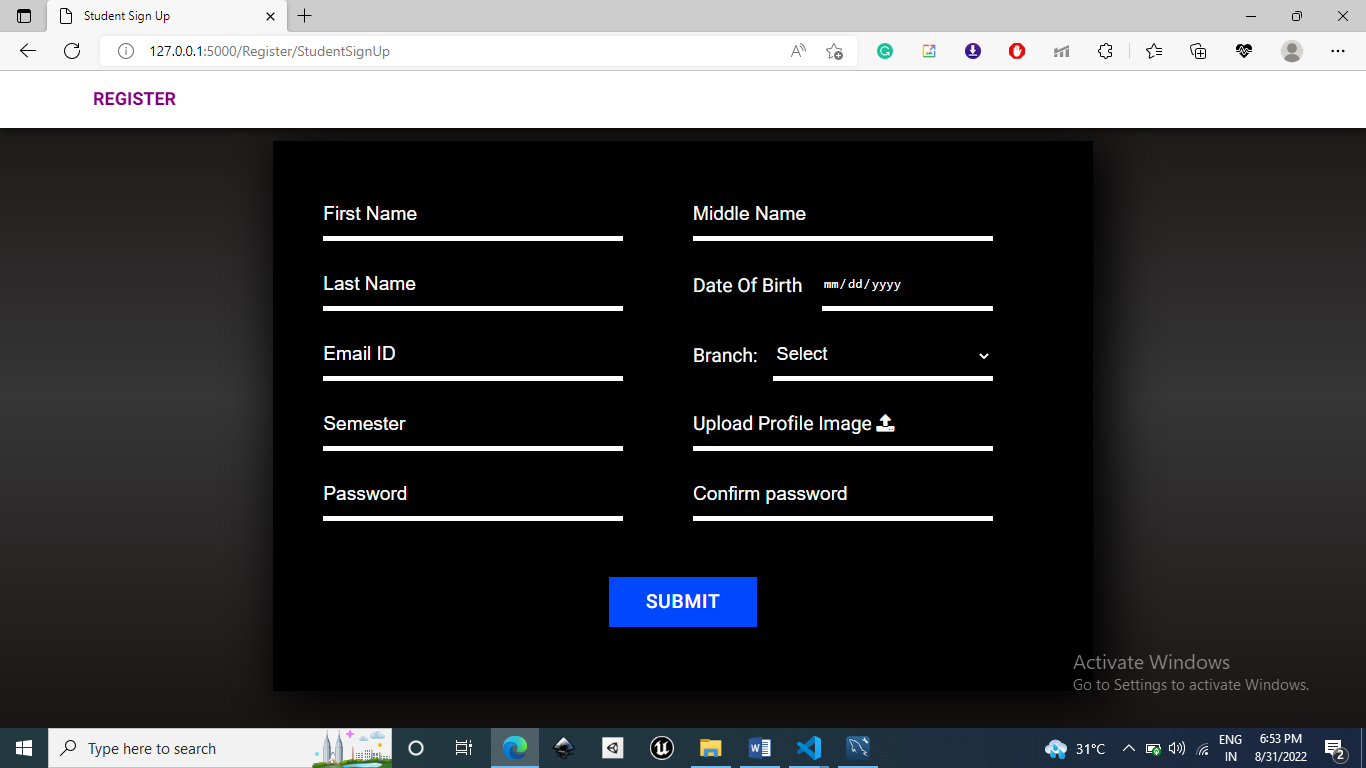 Student Sign Up
127.0.0.1:5000/Register/StudentSignUp
REGISTER
First Name
Middle Name
Last Name
Date Of Birth mm/dd/yyyy
Email ID
Branch: Select
Semester
Upload Profile Image
Password
Confirm password
SUBMIT
Activate Windows
Go to Settings to activate Windows.
Type here to search
31°C
ENG
IN
6:53 PM
8/31/2022
2